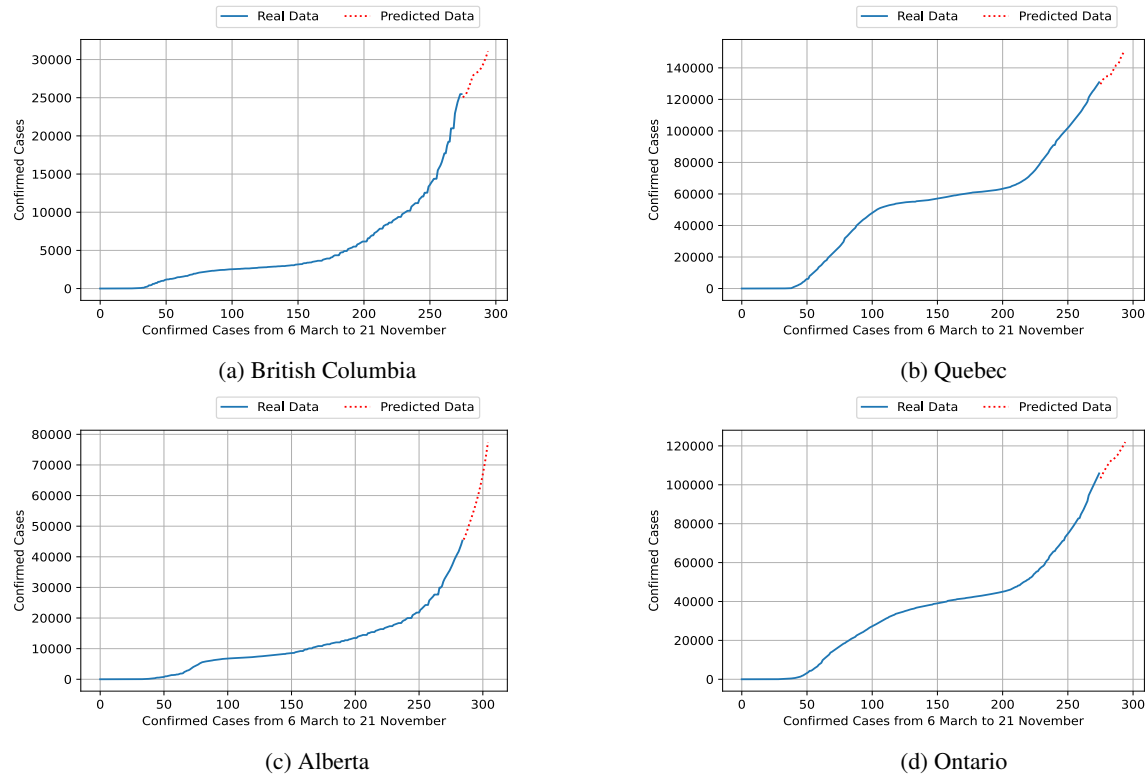 Real Data Predicted Data
30000
25000
20000
15000
10000
5000
0
Confirmed Cases
0 50 100 150 200 250 300
Confirmed Cases from 6 March to 21 November
(a) British Columbia
Real Data Predicted Data
140000
120000
100000
80000
60000
40000
20000
0
Confirmed Cases
0 50 100 150 200 250 300
Confirmed Cases from 6 March to 21 November
(b) Quebec
Real Data Predicted Data
80000
70000
60000
50000
40000
30000
20000
10000
0
Confirmed Cases
0 50 100 150 200 250 300
Confirmed Cases from 6 March to 21 November
(c) Alberta
Real Data Predicted Data
120000
100000
80000
60000
40000
20000
0
Confirmed Cases
0 50 100 150 200 250 300
Confirmed Cases from 6 March to 21 November
(d) Ontario